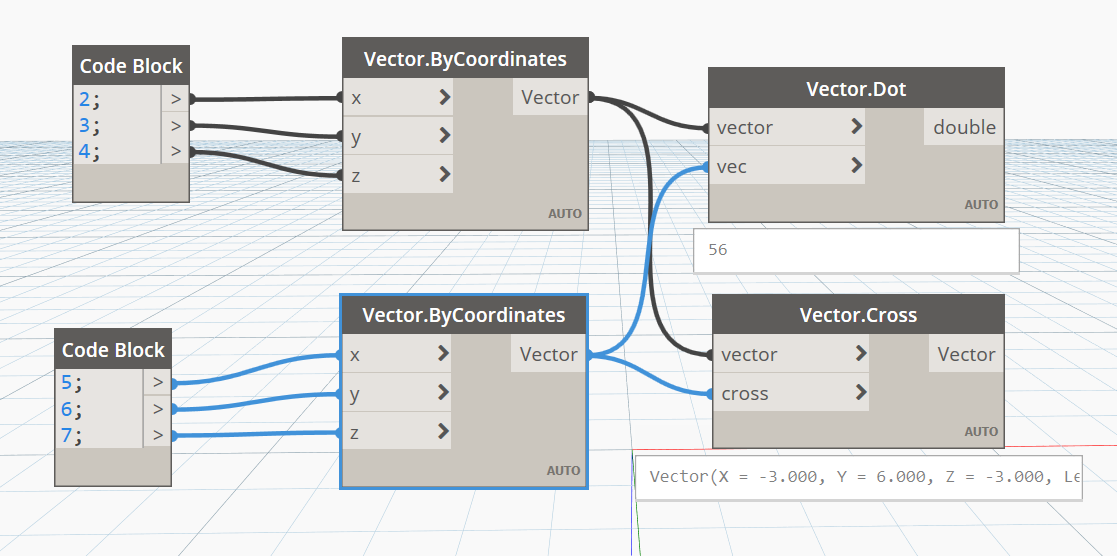 Code Block
2; >
3; >
4; >
Vector.ByCoordinates
x > Vector
y >
z >
AUTO
Vector.Dot
vector > double
vec >
AUTO
56
Code Block
5; >
6; >
7; >
Vector.ByCoordinates
x > Vector
y >
z >
AUTO
Vector.Cross
vector > Vector
cross >
AUTO
Vector(X = -3.000, Y = 6.000, Z = -3.000, Le